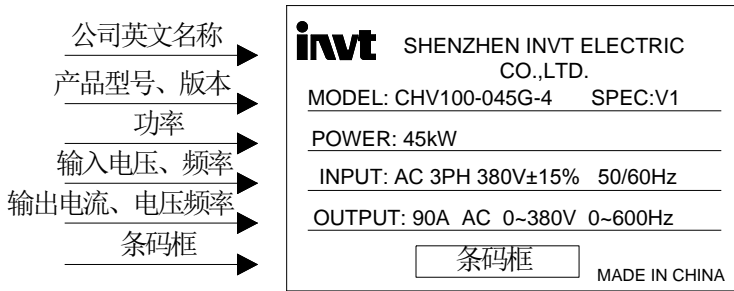 公司英文名称
产品型号、版本
功率
输入电压、频率
输出电流、电压频率
条码框
invt SHENZHEN INVT ELECTRIC
CO.,LTD.
MODEL: CHV100-045G-4 SPEC:V1
POWER: 45kW
INPUT: AC 3PH 380V±15% 50/60Hz
OUTPUT: 90A AC 0~380V 0~600Hz
条码框
MADE IN CHINA